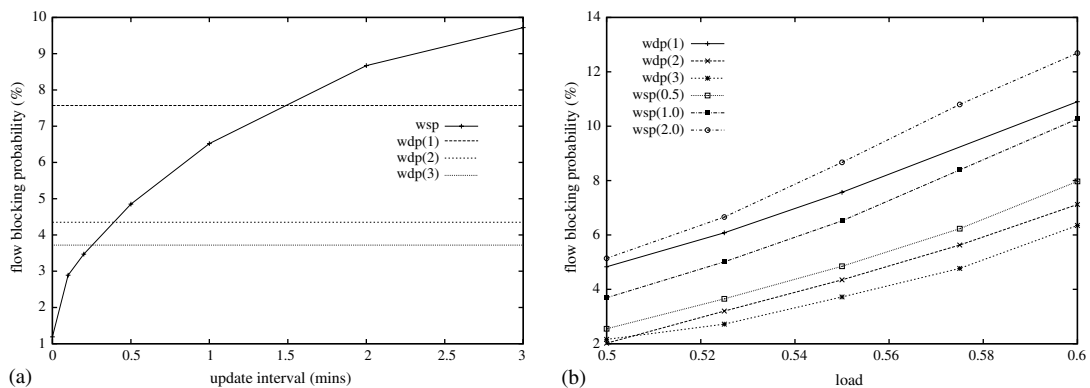 10
9
8
7
6
5
4
3
2
1
flow blocking probability (%)
wsp
wdp(1)
wdp(2)
wdp(3)
0
0.5
1
1.5
2
2.5
3
update interval (mins)
(a)
14
12
10
8
6
4
2
flow blocking probability (%)
wdp(1)
wdp(2)
wdp(3)
wsp(0.5)
wsp(1.0)
wsp(2.0)
0.5
0.52
0.54
0.56
0.58
0.6
load
(b)